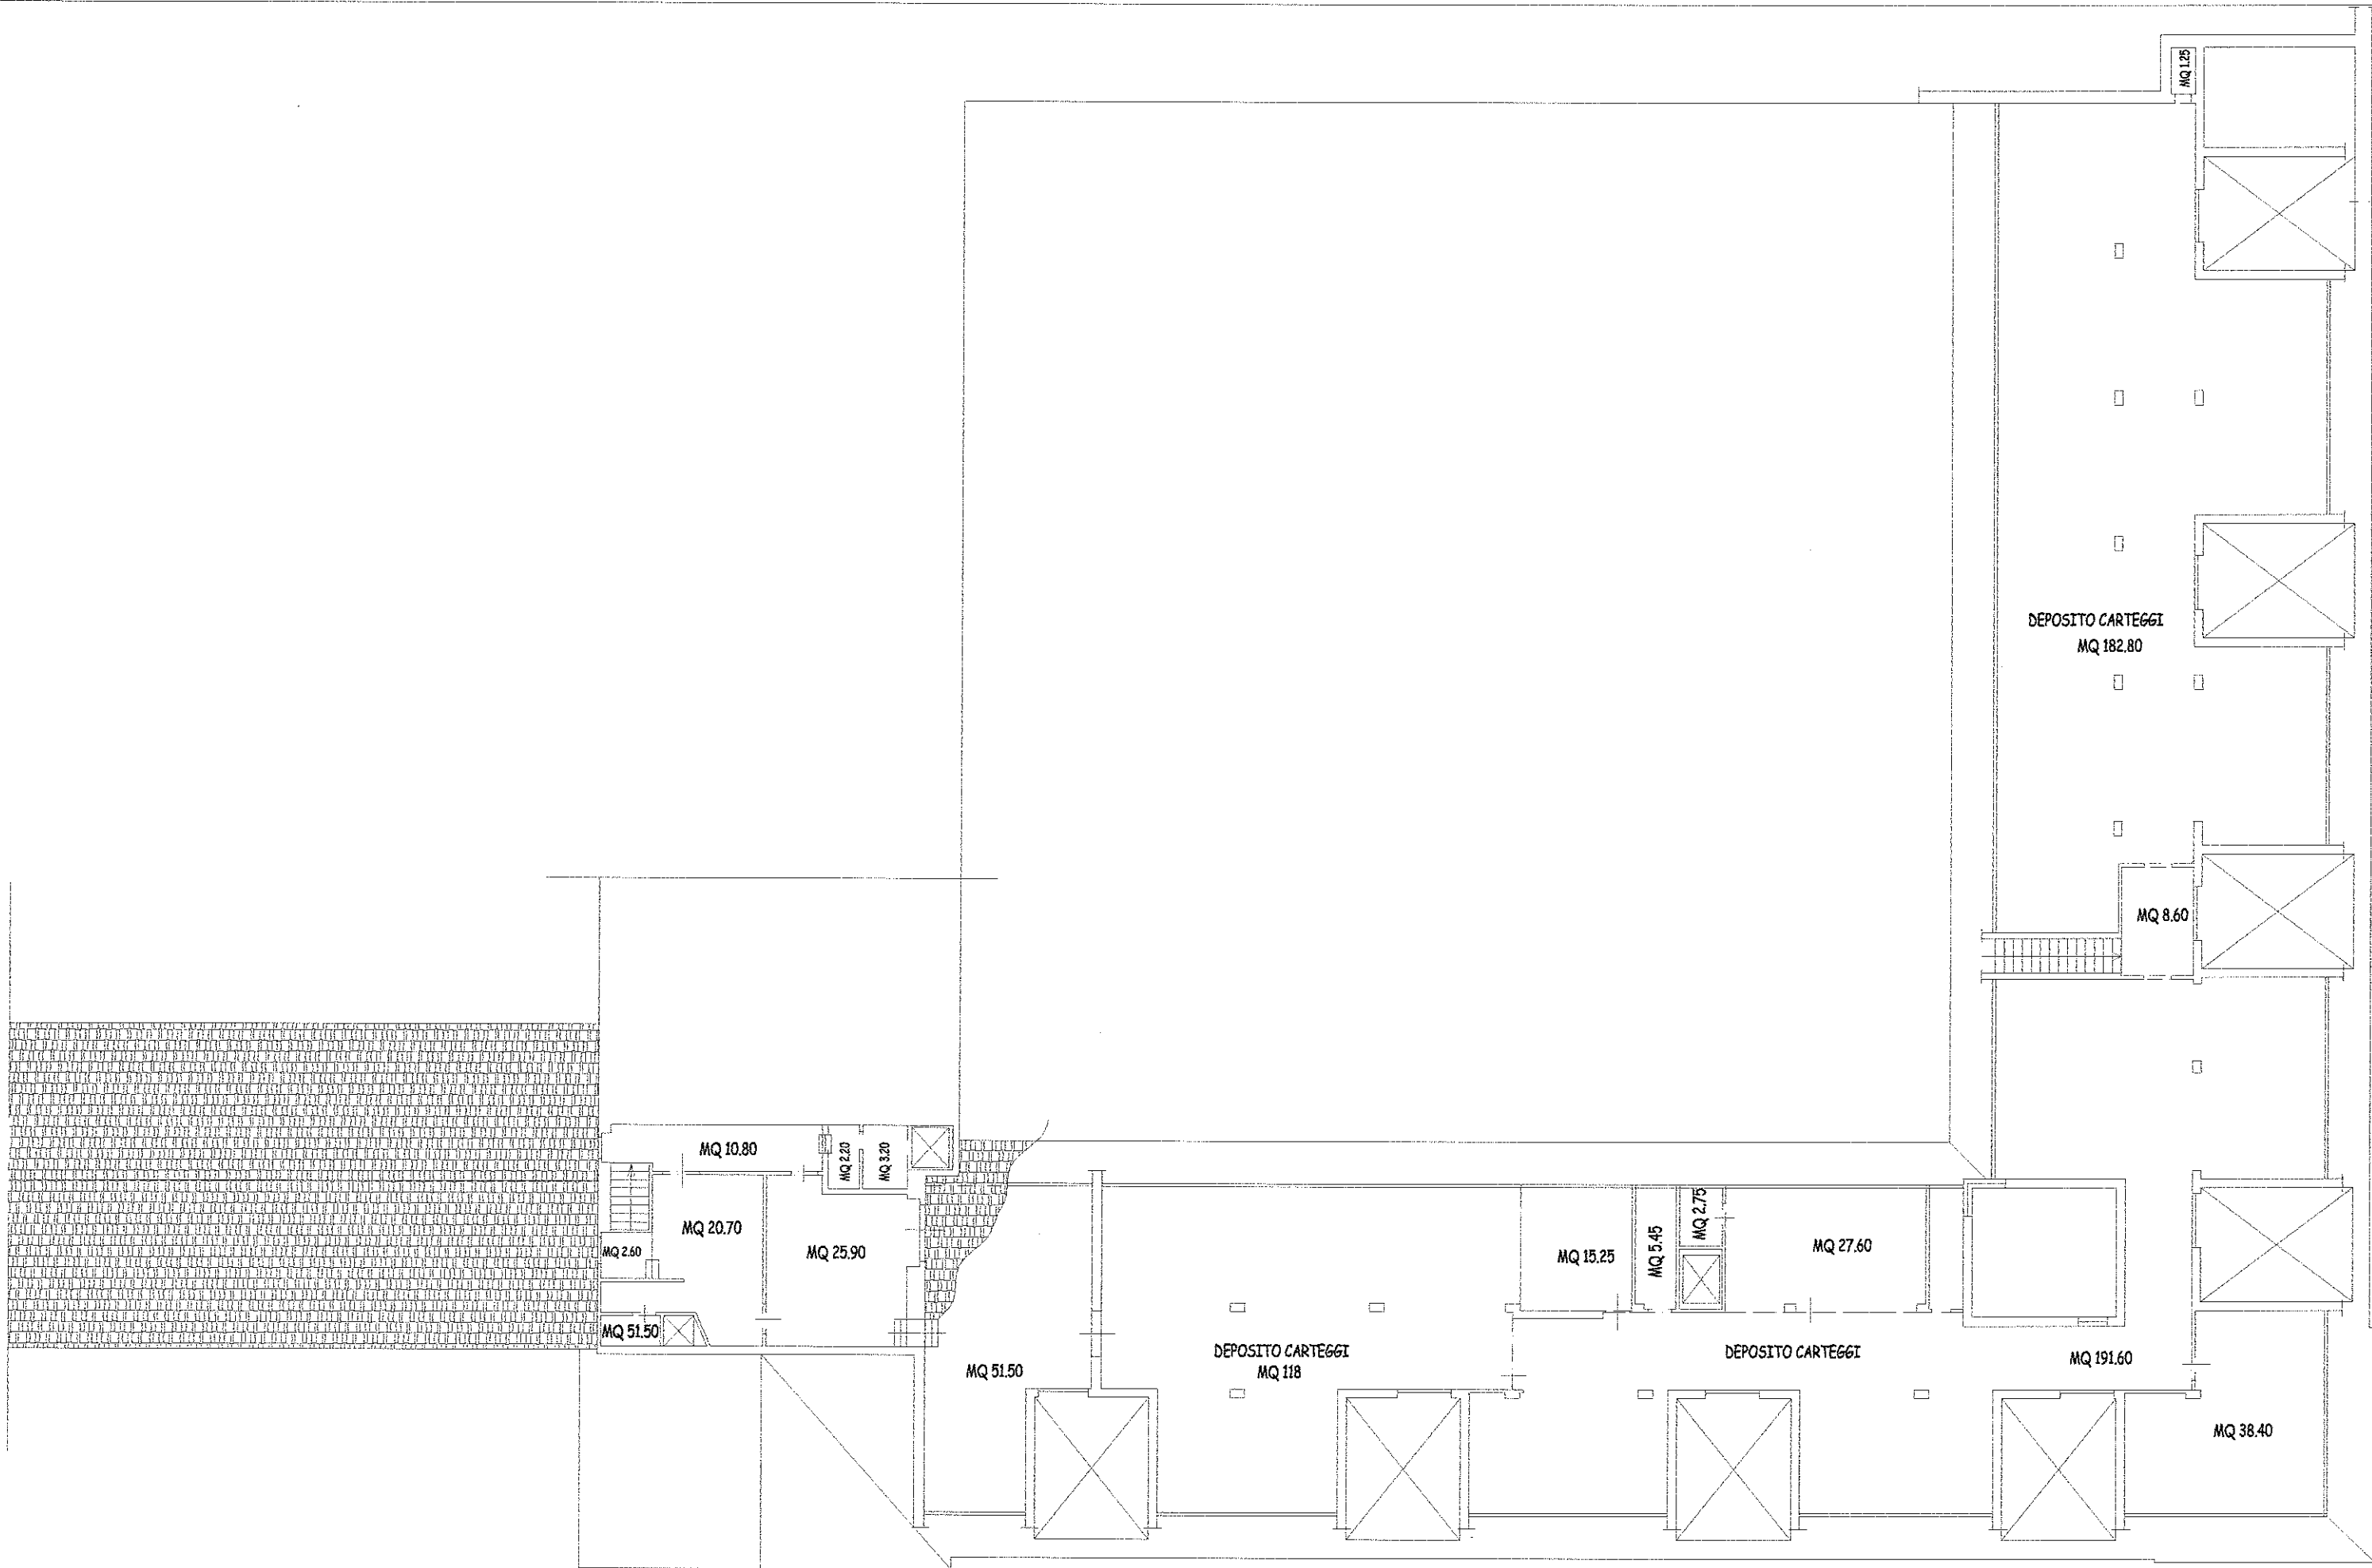 MQ 1.25
DEPOSITO CARTEGGI
MQ 182.80
MQ 8.60
MQ 10.80
MQ 2.20
MQ 3.20
MQ 20.70
MQ 2.60
MQ 25.90
MQ 51.50
MQ 51.50
DEPOSITO CARTEGGI
MQ 118
MQ 15.25
MQ 5.45
MQ 2.75
MQ 27.60
DEPOSITO CARTEGGI
MQ 191.60
MQ 38.40